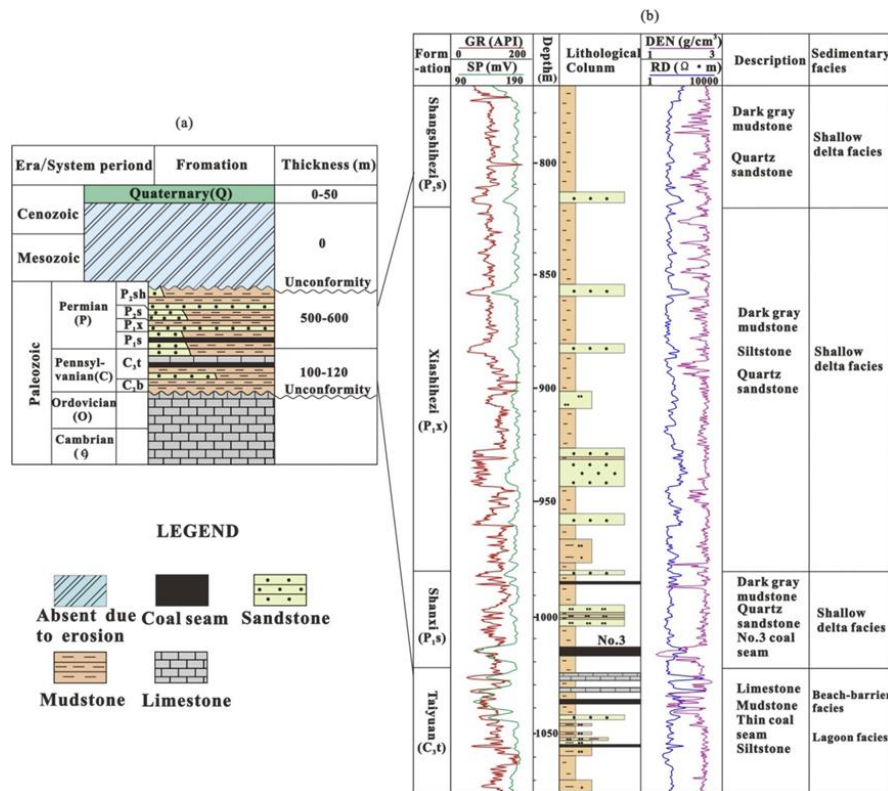 (a)
Era/System periond Fromation Thickness (m)
Quaternary(Q) 0-50
Cenozoic
Mesozoic
0
Unconformity
Paleozoic
Permian
(P)
P₂sh
P₂s
P₁x
P₁s
500-600
Pennsyl-
vanian(C)
C₃t
C₂b
100-120
Unconformity
Ordovician
(O)
Cambrian
LEGEND
Absent due
to erosion
Coal seam
Sandstone
Mudstone
Limestone
(b)
Form
-ation
GR (API)
0 200
SP (mV)
90 190
Depth
(m)
Lithological
Colunm
DEN (g/cm³)
1 3
RD (Ω • m)
1 10000
Description
Sedimentary
facies
Shangshihezi
(P₂s)
Xiashihezi
(P₁x)
Shanxi
(P₁s)
Taiyuan
(C₃t)
-800
-850
-900
-950
-1000
-1050
No.3
Dark gray
mudstone
Quartz
sandstone
Shallow
delta facies
Dark gray
mudstone
Siltstone
Quartz
sandstone
Shallow
delta facies
Dark gray
mudstone
Quartz
sandstone
No.3 coal
seam
Shallow
delta facies
Limestone
Mudstone
Thin coal
seam
Siltstone
Beach-barrier
facies
Lagoon facies